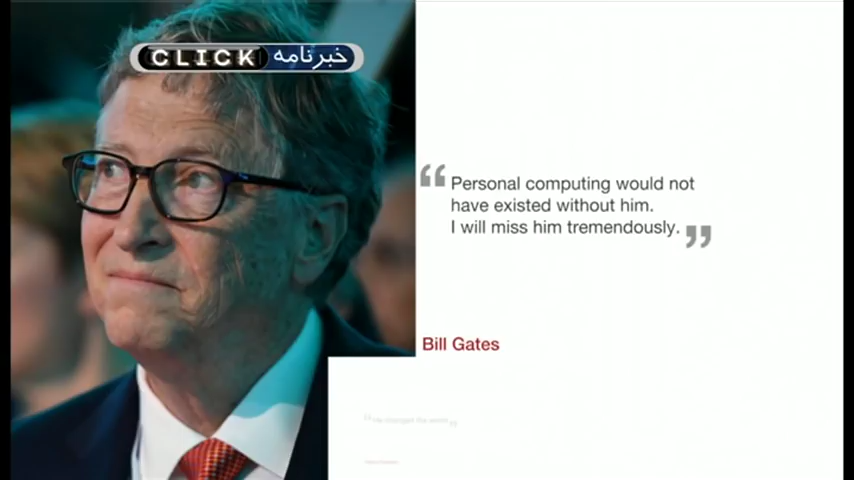 CLICK خبرنامه
“ Personal computing would not
have existed without him.
I will miss him tremendously. ”
Bill Gates